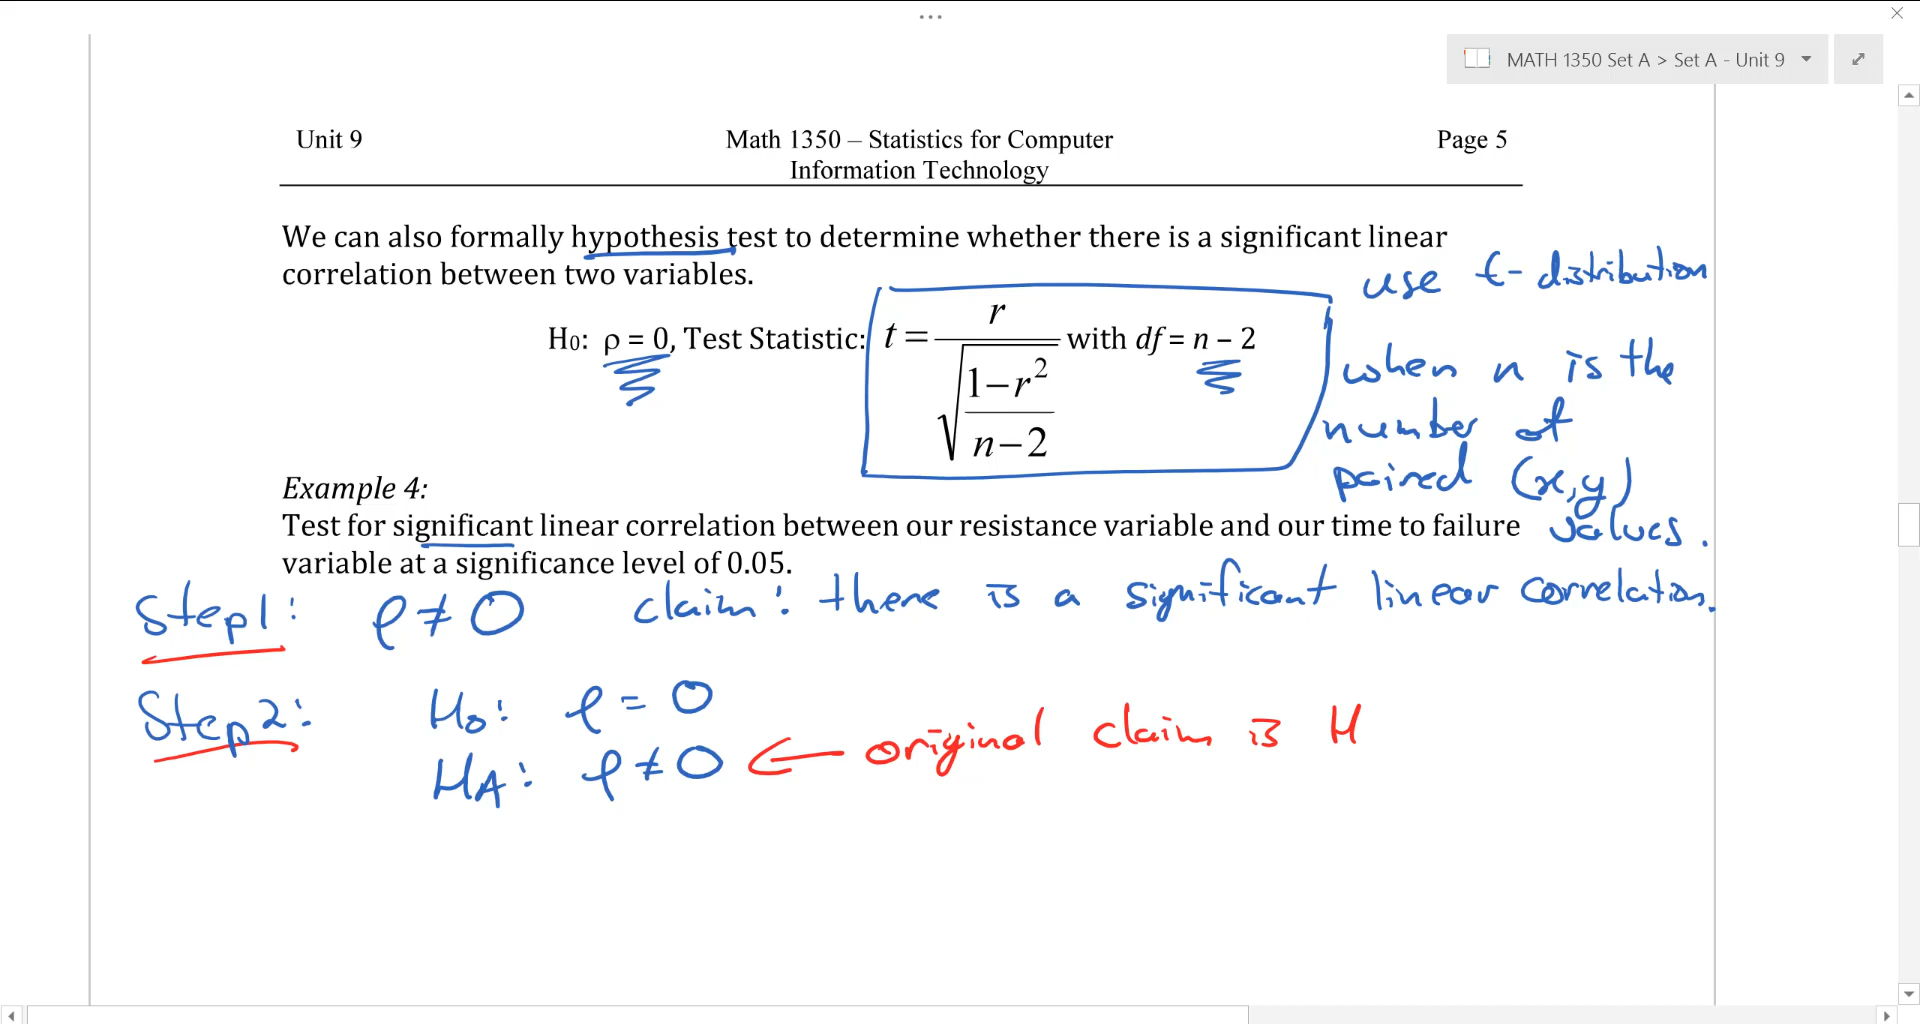 MATH 1350 Set A > Set A - Unit 9
Unit 9
Math 1350 – Statistics for Computer
Information Technology
Page 5
We can also formally hypothesis test to determine whether there is a significant linear
correlation between two variables.
use t-distribution
H0: ρ = 0, Test Statistic: t = r / √((1−r²)/(n−2)) with df = n – 2
when n is the
number of
paired (x,y)
values.
Example 4:
Test for significant linear correlation between our resistance variable and our time to failure
variable at a significance level of 0.05.
Step1: ρ ≠ 0 claim: there is a significant linear correlation.
Step2: H0: ρ = 0
HA: ρ ≠ 0 ← original claim is H